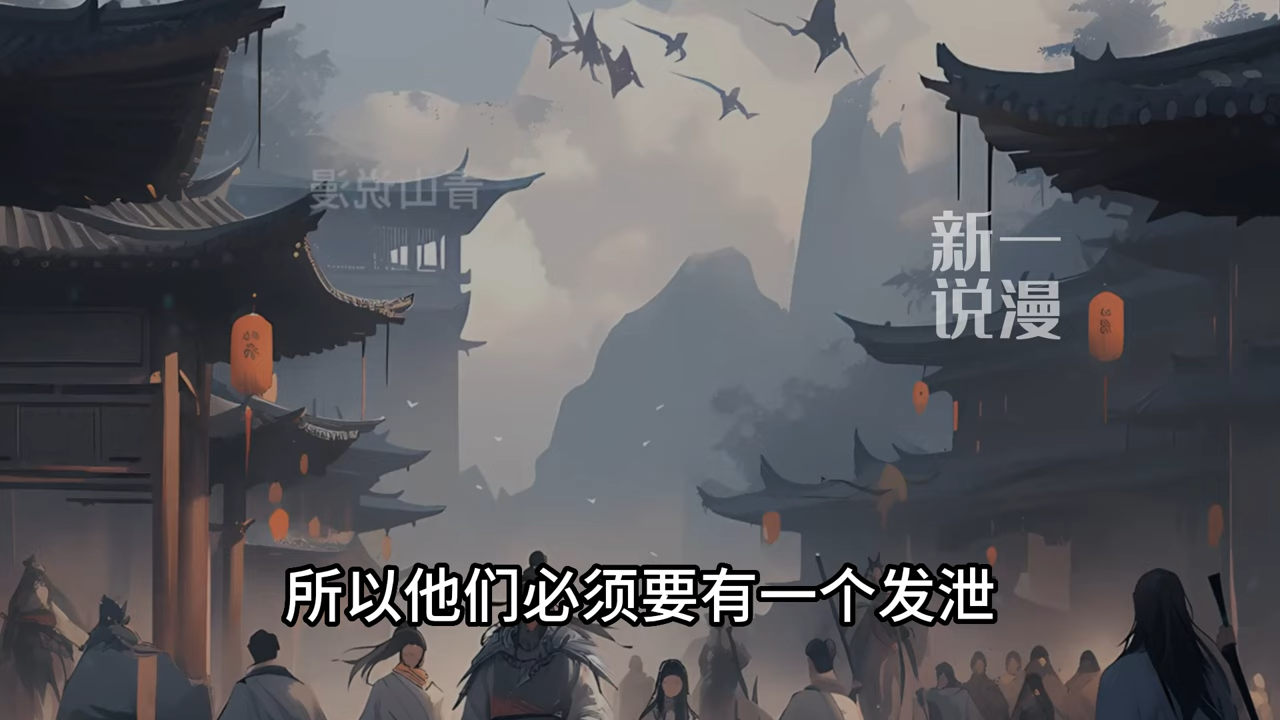 青山说漫
新一
说漫
所以他们必须要有一个发泄